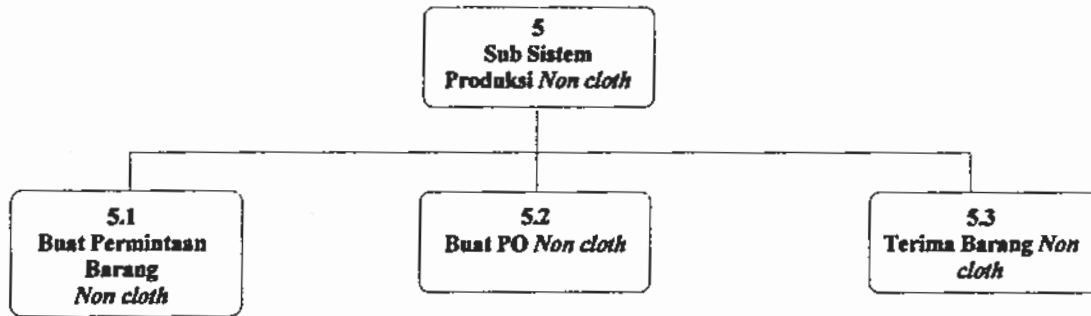 5
Sub Sistem
Produksi Non cloth
5.1
Buat Permintaan
Barang
Non cloth
5.2
Buat PO Non cloth
5.3
Terima Barang Non
cloth